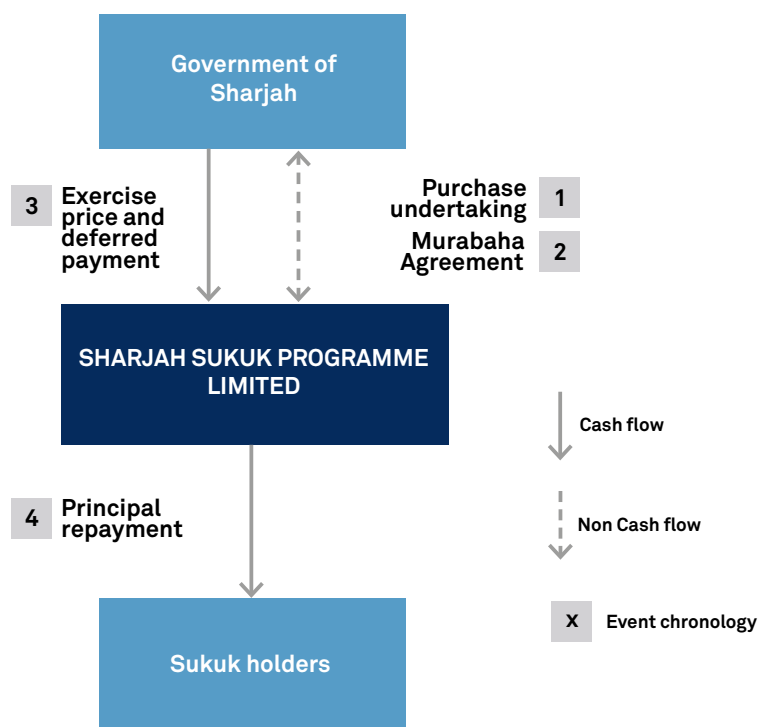 Government of
Sharjah
3
Exercise
price and
deferred
payment
Purchase
undertaking
1
Murabaha
Agreement
2
SHARJAH SUKUK PROGRAMME
LIMITED
Cash flow
4
Principal
repayment
Non Cash flow
x
Event chronology
Sukuk holders